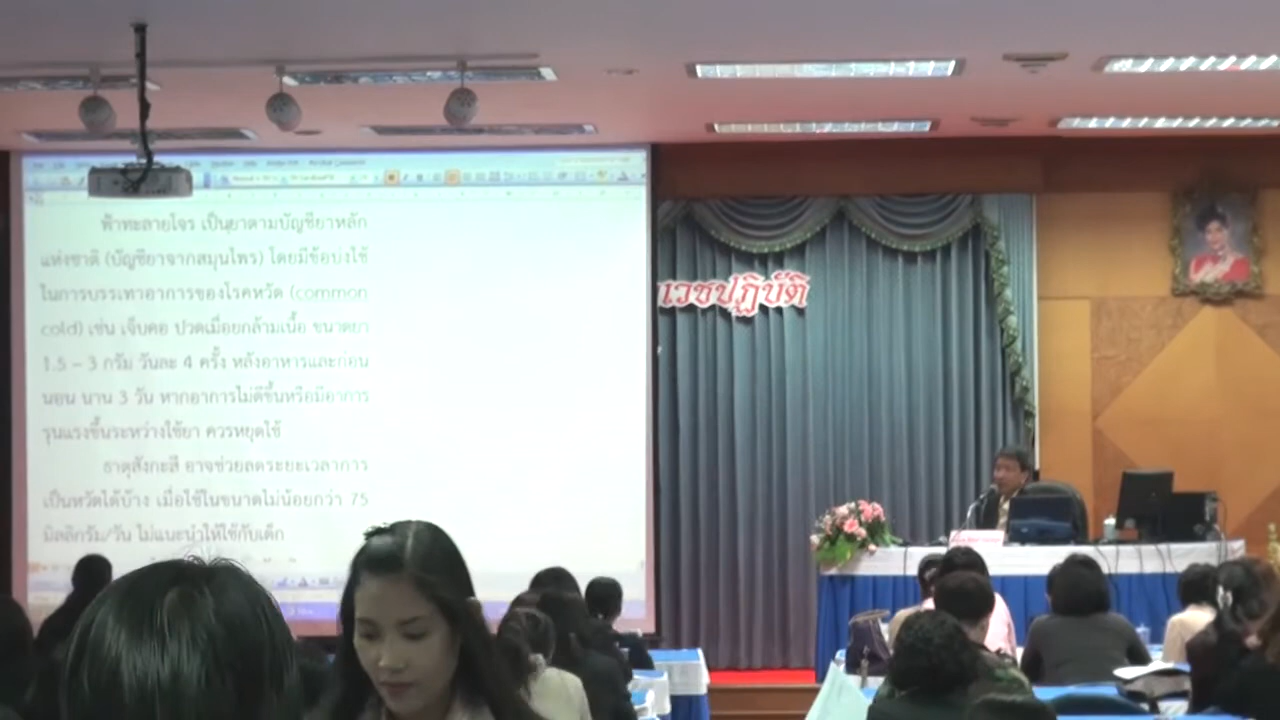 ฟ้าทะลายโจร เป็นยาตามบัญชียาหลัก
แห่งชาติ (บัญชียาจากสมุนไพร) โดยมีข้อบ่งใช้
ในการบรรเทาอาการของโรคหวัด (common
cold) เช่น เจ็บคอ ปวดเมื่อยกล้ามเนื้อ ขนาดยา
1.5 – 3 กรัม วันละ 4 ครั้ง หลังอาหารและก่อน
นอน นาน 3 วัน หากอาการไม่ดีขึ้นหรือมีอาการ
รุนแรงขึ้นระหว่างใช้ยา ควรหยุดใช้
ธาตุสังกะสี อาจช่วยลดระยะเวลาการ
เป็นหวัดได้บ้าง เมื่อใช้ในขนาดไม่น้อยกว่า 75
มิลลิกรัม/วัน ไม่แนะนำให้ใช้กับเด็ก
เวชปฏิบัติ